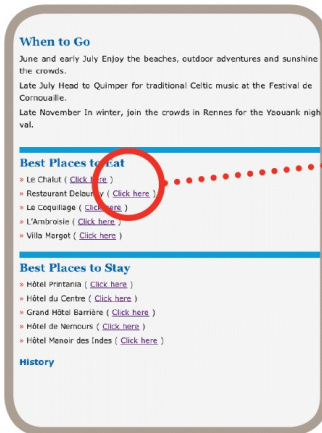 When to Go
June and early July Enjoy the beaches, outdoor adventures and sunshine
the crowds.
Late July Head to Quimper for traditional Celtic music at the Festival de
Cornouaille.
Late November In winter, join the crowds in Rennes for the Yaouank nigh
val.
Best Places to Eat
» Le Chalut ( Click here )
» Restaurant Delaunay ( Click here )
» Le Coquillage ( Click here )
» L'Ambroisie ( Click here )
» Villa Margot ( Click here )
Best Places to Stay
» Hôtel Printania ( Click here )
» Hôtel du Centre ( Click here )
» Grand Hôtel Barrière ( Click here )
» Hôtel de Nemours ( Click here )
» Hôtel Manoir des Indes ( Click here )
History